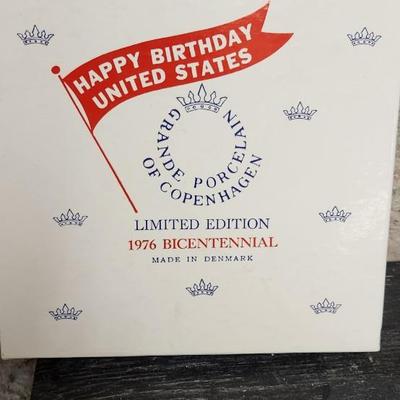 HAPPY BIRTHDAY
UNITED STATES
GRANDE PORCELAIN
OF COPENHAGEN
LIMITED EDITION
1976 BICENTENNIAL
MADE IN DENMARK